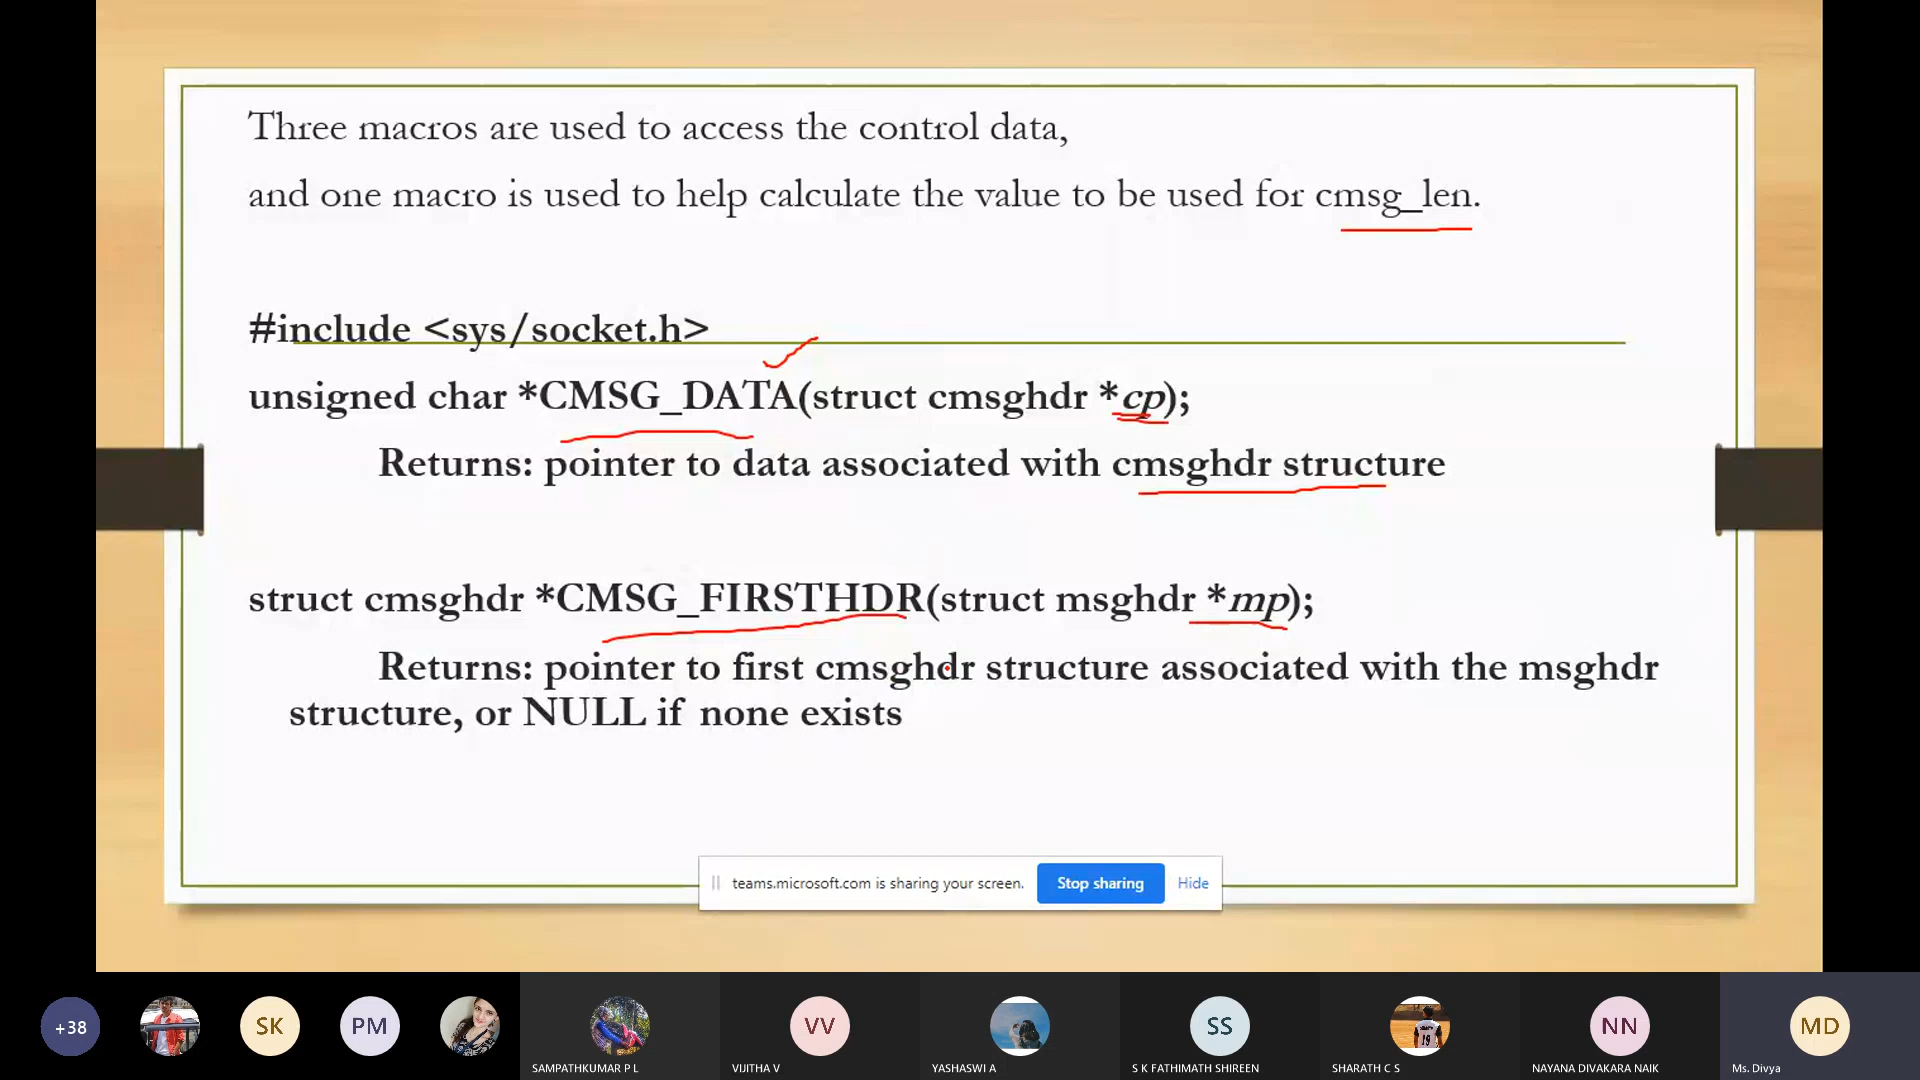 Three macros are used to access the control data,
and one macro is used to help calculate the value to be used for cmsg_len.
#include <sys/socket.h>
unsigned char *CMSG_DATA(struct cmsghdr *cp);
Returns: pointer to data associated with cmsghdr structure
struct cmsghdr *CMSG_FIRSTHDR(struct msghdr *mp);
Returns: pointer to first cmsghdr structure associated with the msghdr
structure, or NULL if none exists
teams.microsoft.com is sharing your screen. Stop sharing Hide
+38 SK PM VV SS 19 NN MD
SAMPATHKUMAR P L VIJITHA V YASHASWI A S K FATHIMATH SHIREEN SHARATH C S NAYANA DIVAKARA NAIK Ms. Divya